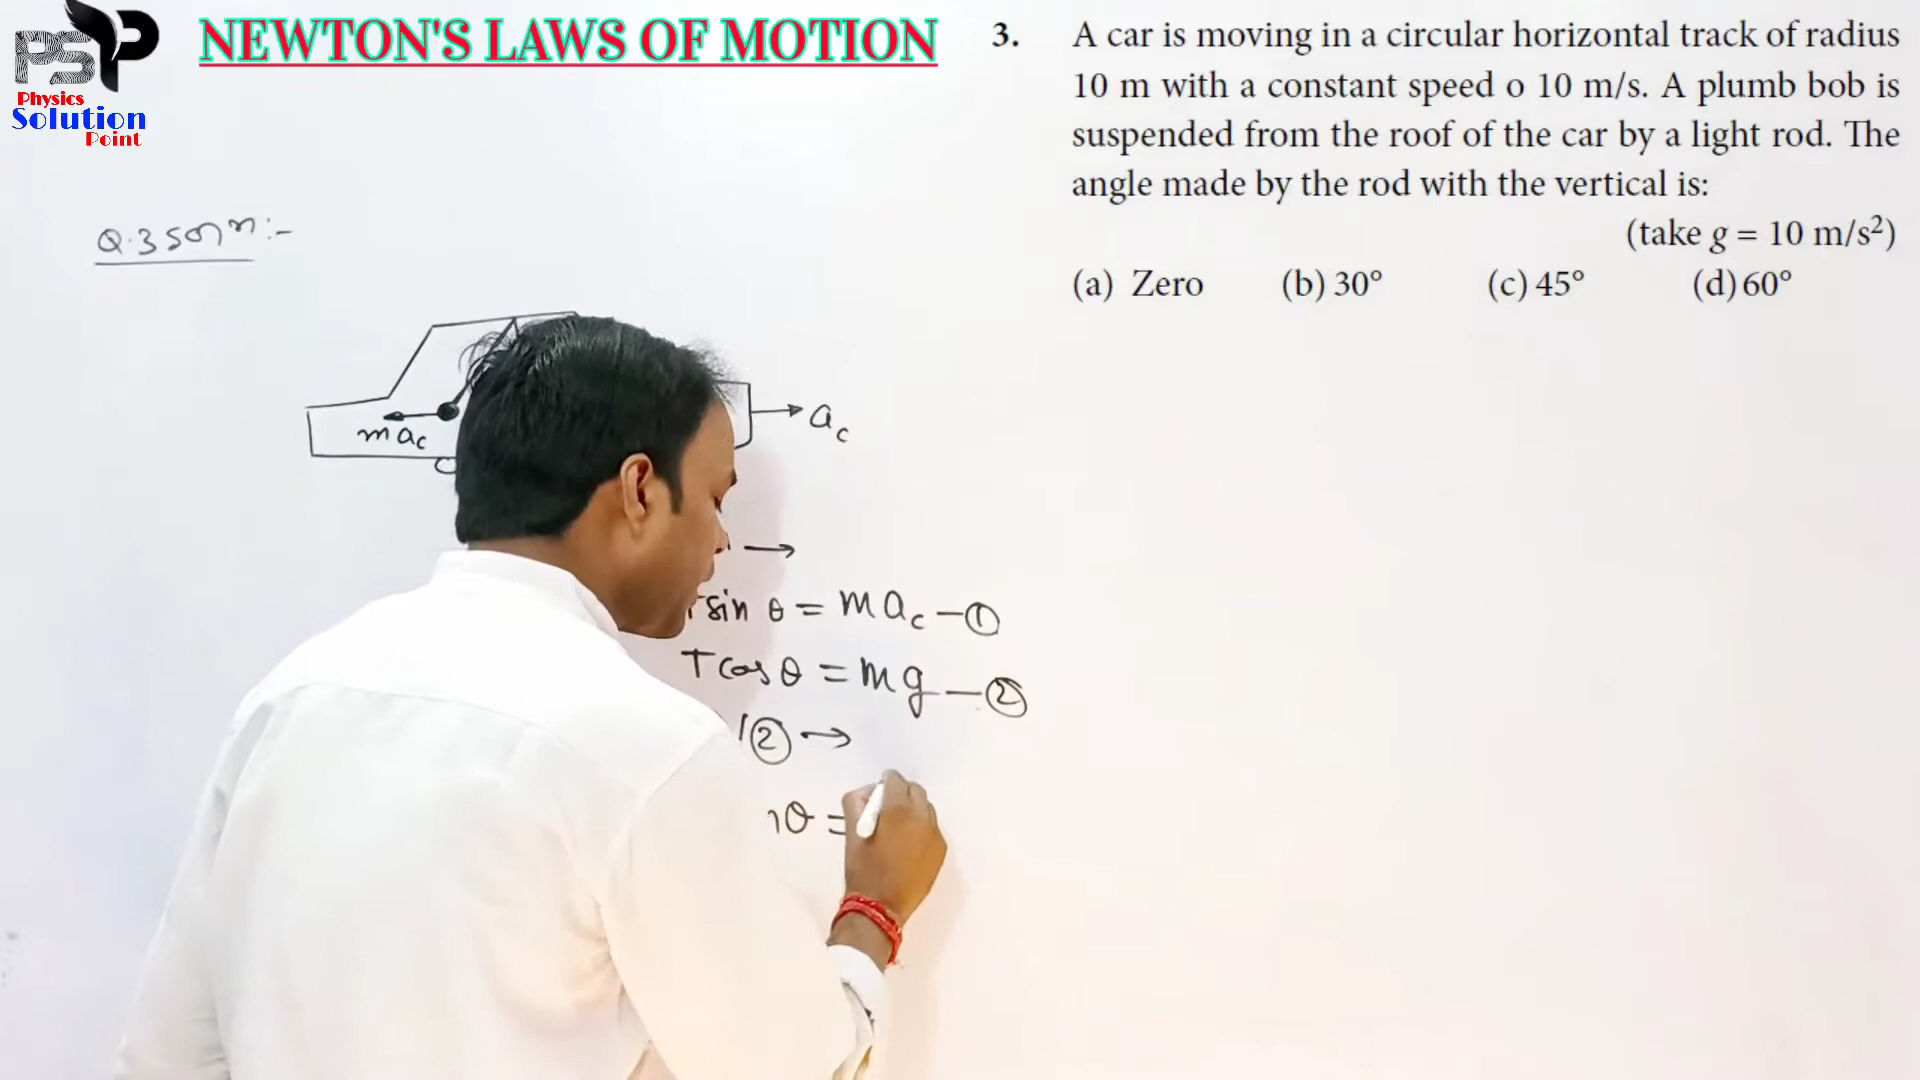 PSP
Physics
Solution
Point
NEWTON'S LAWS OF MOTION
3. A car is moving in a circular horizontal track of radius
10 m with a constant speed o 10 m/s. A plumb bob is
suspended from the roof of the car by a light rod. The
angle made by the rod with the vertical is:
(take g = 10 m/s²)
(a) Zero (b) 30° (c) 45° (d) 60°
Q.3 Solⁿ:-
mac
ac
→
sin θ = mac — ①
T cos θ = mg — ②
/② →
θ =